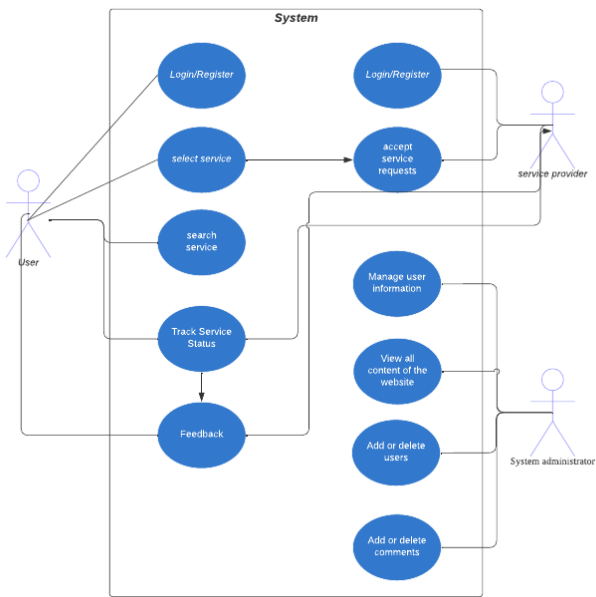 System
Login/Register
Login/Register
select service
accept
service
requests
service provider
search
service
User
Manage user
information
Track Service
Status
View all
content of the
website
Feedback
Add or delete
users
System administrator
Add or delete
comments